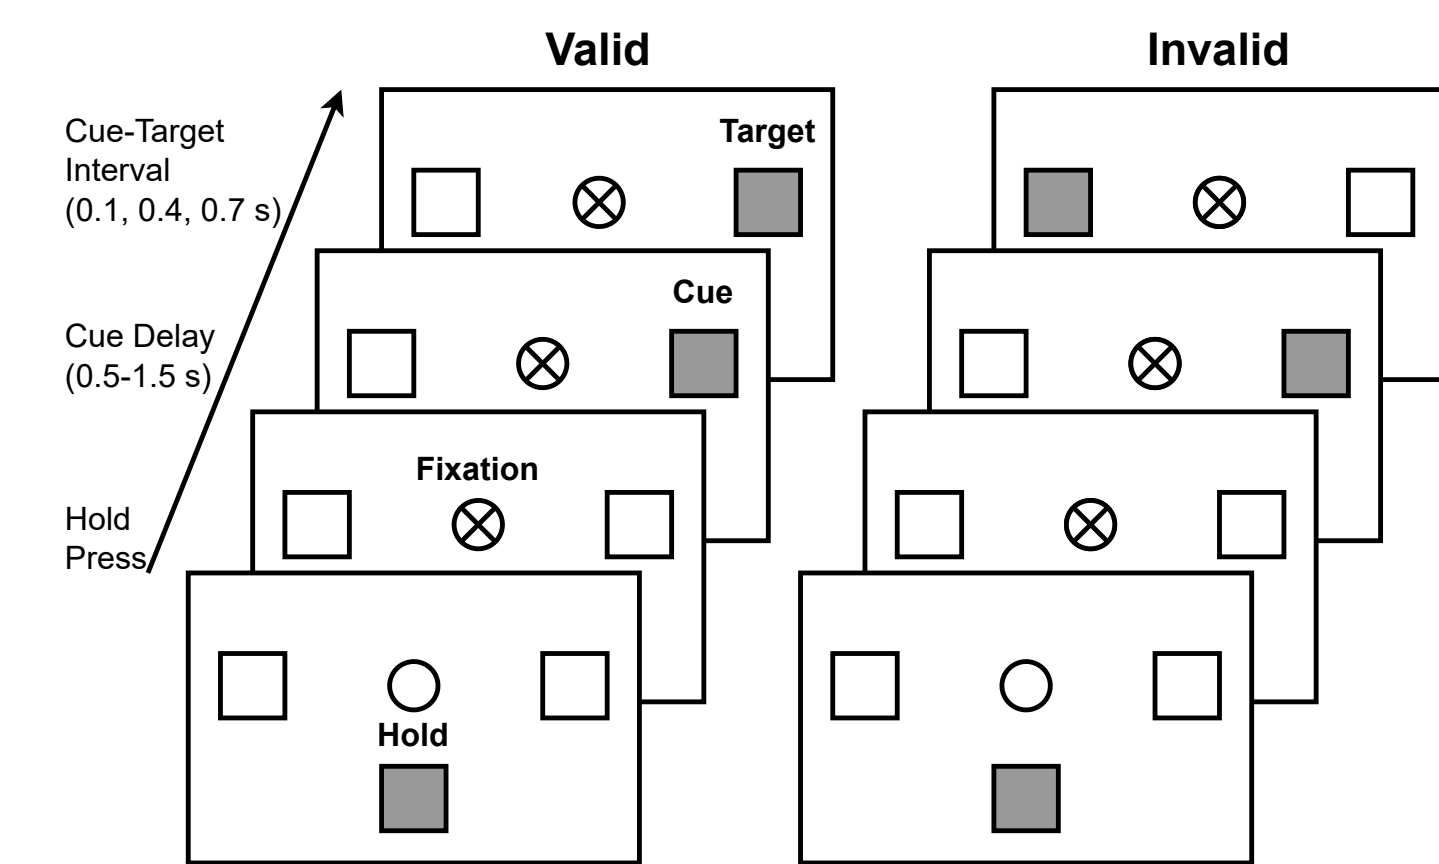 Valid
Invalid
Cue-Target
Interval
(0.1, 0.4, 0.7 s)
Target
Cue
Cue Delay
(0.5-1.5 s)
Fixation
Hold
Press
Hold